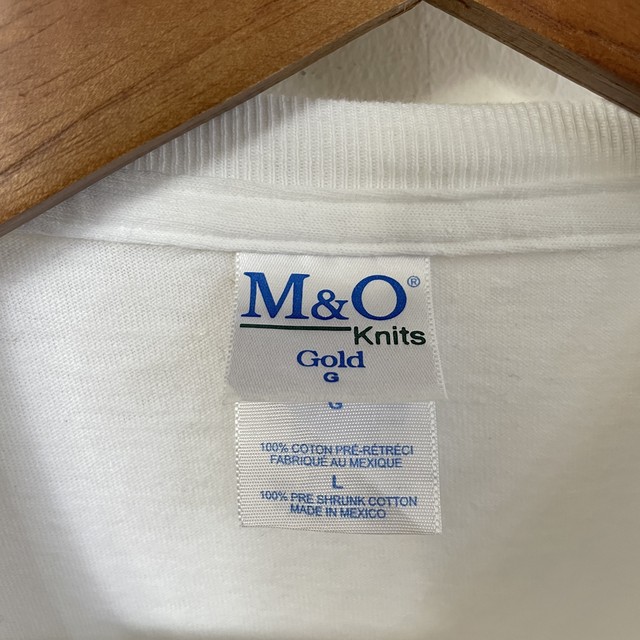 M&O®
Knits
Gold
G
G
100% COTON PRÉ-RÉTRÉCI
FABRIQUÉ AU MEXIQUE
L
100% PRE SHRUNK COTTON
MADE IN MEXICO